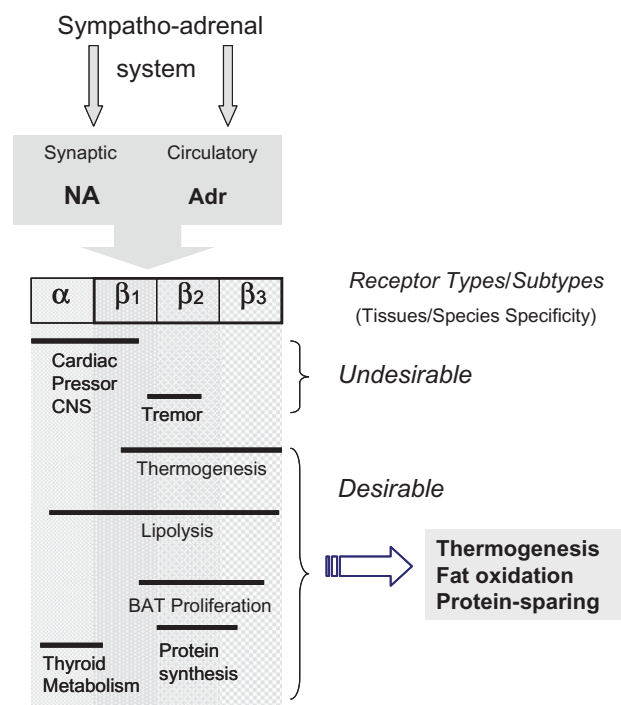 Sympatho-adrenal
system
Synaptic Circulatory
NA Adr
α β1 β2 β3
Receptor Types/Subtypes
(Tissues/Species Specificity)
Cardiac
Pressor
CNS
Tremor
Undesirable
Thermogenesis
Desirable
Lipolysis
Thermogenesis
Fat oxidation
Protein-sparing
BAT Proliferation
Protein
synthesis
Thyroid
Metabolism